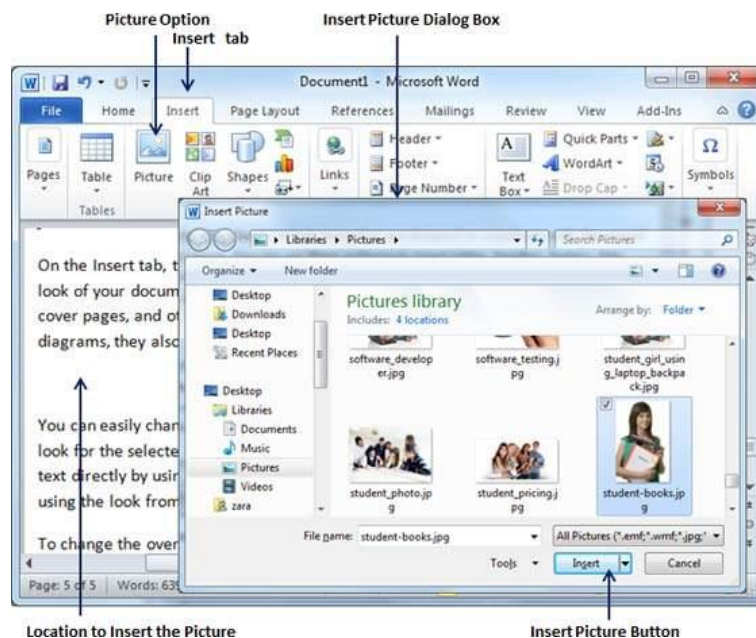 Picture Option
Insert tab
Insert Picture Dialog Box
Document1 - Microsoft Word
File Home Insert Page Layout References Mailings Review View Add-Ins
Pages
Table
Picture
Clip
Art
Shapes
Links
Header
Footer
Page Number
Text
Box
Quick Parts
WordArt
Drop Cap
Symbols
Tables
Insert Picture
Libraries Pictures
Search Pictures
Organize New folder
On the Insert tab, t
look of your docum
cover pages, and ot
diagrams, they also
You can easily chan
look for the selecte
text directly by usin
using the look from
To change the over
Desktop
Downloads
Desktop
Recent Places
Desktop
Libraries
Documents
Music
Pictures
Videos
zara
Pictures library
Includes: 4 locations
Arrange by: Folder
software_develop
er.jpg
software_testing.j
pg
student_girl_usin
g_laptop_backpa
ck.jpg
student_photo.jp
g
student_pricing.j
pg
student-books.jp
g
File name: student-books.jpg
All Pictures (*.emf;*.wmf;*.jpg;*
Tools Insert Cancel
Page: 5 of 5 Words: 639
Location to Insert the Picture
Insert Picture Button